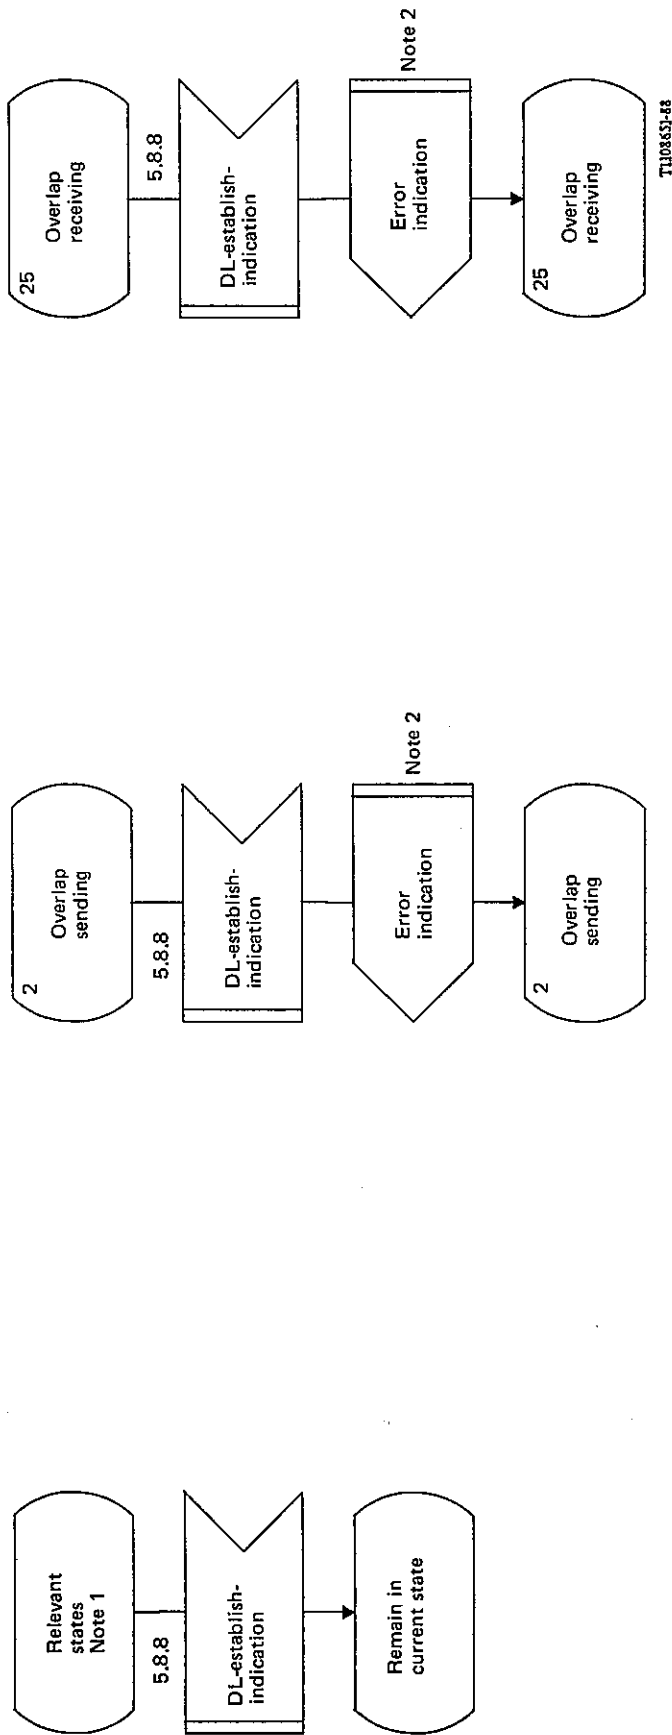 Relevant
states
Note 1
5.8.8
DL-establish-
indication
Remain in
current state
2
Overlap
sending
5.8.8
DL-establish-
indication
Error
indication
Note 2
2
Overlap
sending
25
Overlap
receiving
5.8.8
DL-establish-
indication
Error
indication
Note 2
25
Overlap
receiving
T1108651-88